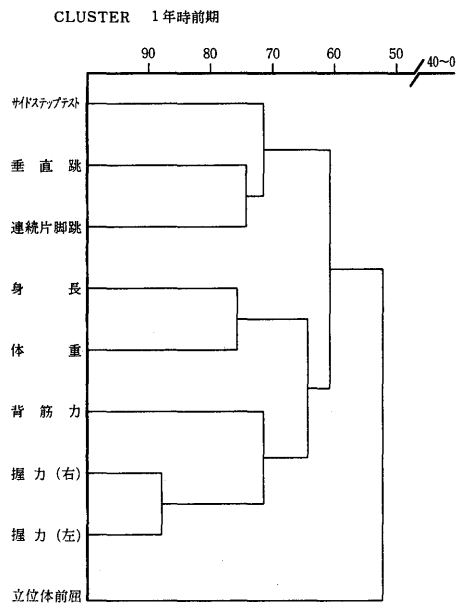 CLUSTER 1年時前期
90 80 70 60 50 40~0
サイドステップテスト
垂直跳
連続片脚跳
身長
体重
背筋力
握力(右)
握力(左)
立位体前屈